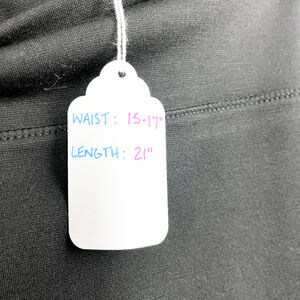 WAIST: 15-17"
LENGTH: 21"